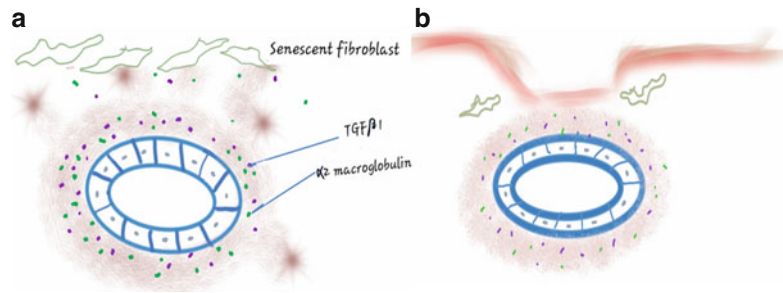 a
b
Senescent fibroblast
TGFβ1
α2 macroglobulin